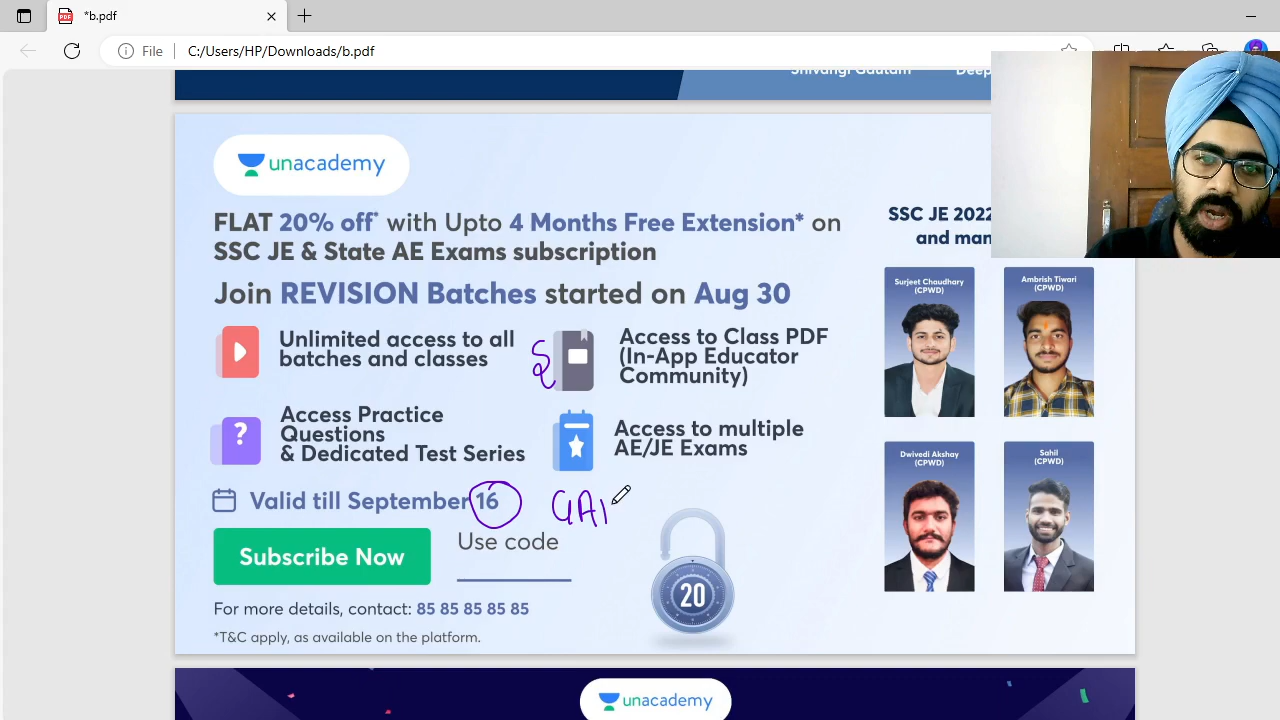 *b.pdf
File C:/Users/HP/Downloads/b.pdf
Shivangi Gautam
unacademy
FLAT 20% off* with Upto 4 Months Free Extension* on
SSC JE & State AE Exams subscription
Join REVISION Batches started on Aug 30
Unlimited access to all
batches and classes
Access to Class PDF
(In-App Educator
Community)
Access Practice
Questions
& Dedicated Test Series
Access to multiple
AE/JE Exams
Valid till September 16
Subscribe Now
Use code
20
For more details, contact: 85 85 85 85 85
*T&C apply, as available on the platform.
SSC JE 2022
Surjeet Chaudhary
(CPWD)
Ambrish Tiwari
(CPWD)
Dwivedi Akshay
(CPWD)
Sahil
(CPWD)
unacademy